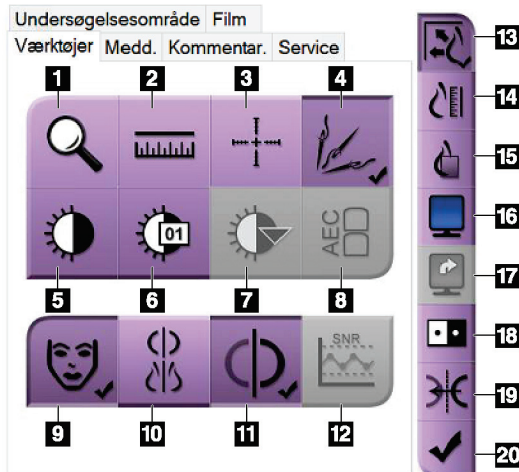 Undersøgelsesområde Film
Værktøjer Medd. Kommentar. Service
1 2 3 4
01 AEC
5 6 7 8
SNR
9 10 11 12
13
14
15
16
17
18
19
20